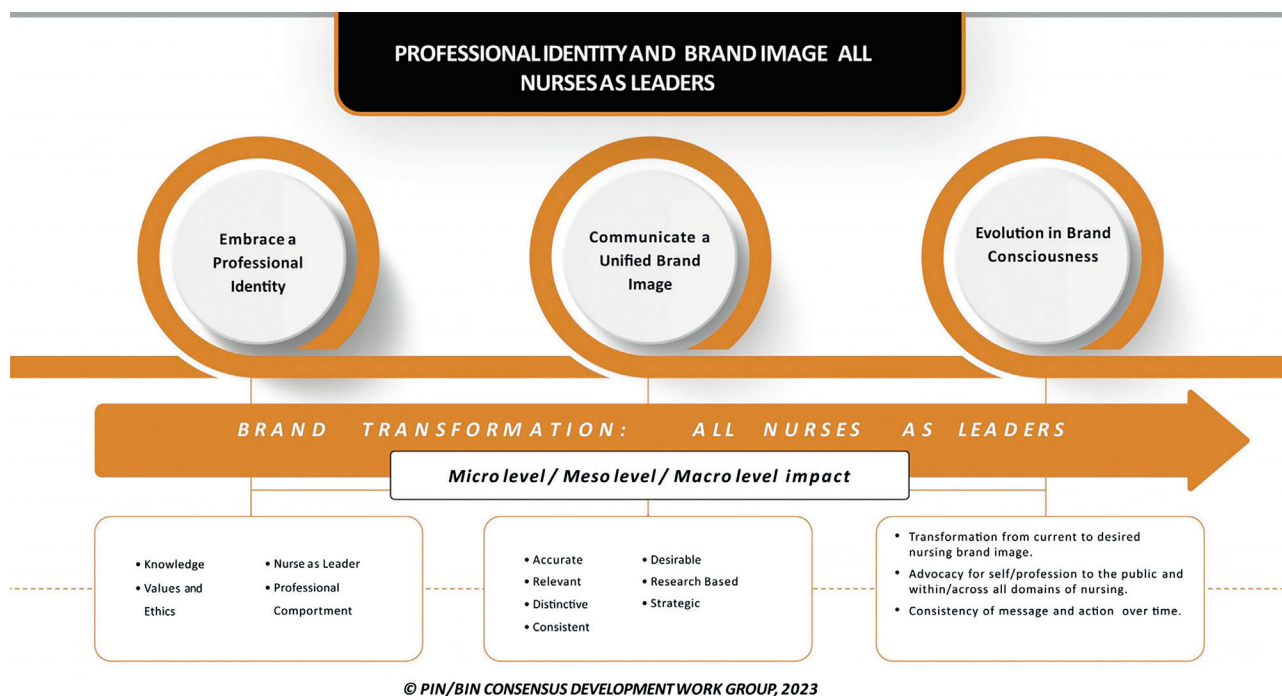 PROFESSIONAL IDENTITY AND BRAND IMAGE ALL
NURSES AS LEADERS
Embrace a
Professional
Identity
Communicate a
Unified Brand
Image
Evolution in Brand
Consciousness
BRAND TRANSFORMATION: ALL NURSES AS LEADERS
Micro level / Meso level / Macro level impact
• Knowledge
• Values and
Ethics
• Nurse as Leader
• Professional
Comportment
• Accurate
• Relevant
• Distinctive
• Consistent
• Desirable
• Research Based
• Strategic
• Transformation from current to desired
nursing brand image.
• Advocacy for self/profession to the public and
within/across all domains of nursing.
• Consistency of message and action over time.
© PIN/BIN CONSENSUS DEVELOPMENT WORK GROUP, 2023